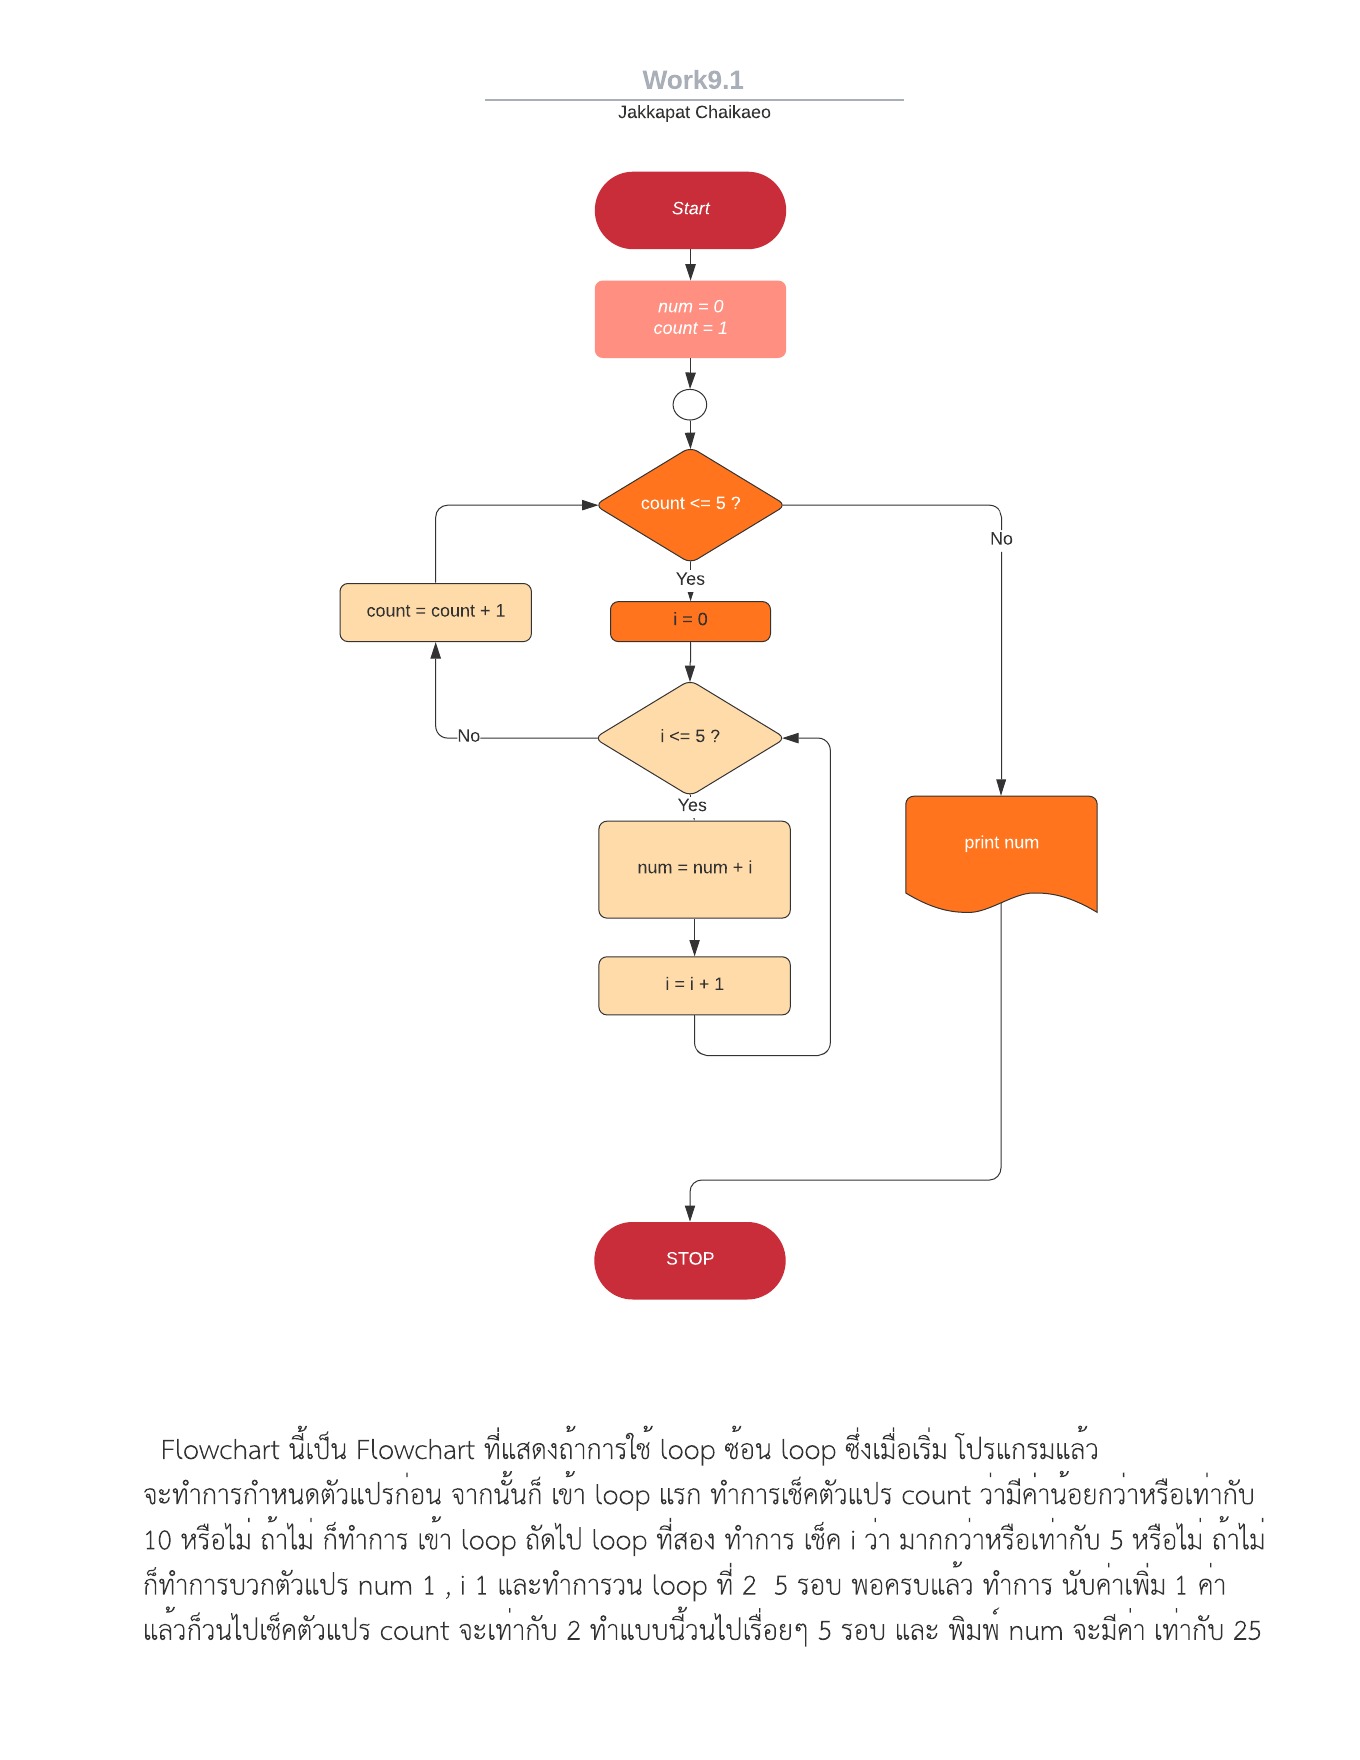 Work9.1
Jakkapat Chaikaeo
Start
num = 0
count = 1
count <= 5 ?
No
Yes
count = count + 1
i = 0
No
i <= 5 ?
Yes
print num
num = num + i
i = i + 1
STOP
Flowchart นี้เป็น Flowchart ที่แสดงถ้าการใช้ loop ซ้อน loop ซึ่งเมื่อเริ่ม โปรแกรมแล้ว
จะทำการกำหนดตัวแปรก่อน จากนั้นก็ เข้า loop แรก ทำการเช็คตัวแปร count ว่ามีค่าน้อยกว่าหรือเท่ากับ
10 หรือไม่ ถ้าไม่ ก็ทำการ เข้า loop ถัดไป loop ที่สอง ทำการ เช็ค i ว่า มากกว่าหรือเท่ากับ 5 หรือไม่ ถ้าไม่
ก็ทำการบวกตัวแปร num 1 , i 1 และทำการวน loop ที่ 2 5 รอบ พอครบแล้ว ทำการ นับค่าเพิ่ม 1 ค่า
แล้วก็วนไปเช็คตัวแปร count จะเท่ากับ 2 ทำแบบนี้วนไปเรื่อยๆ 5 รอบ และ พิมพ์ num จะมีค่า เท่ากับ 25